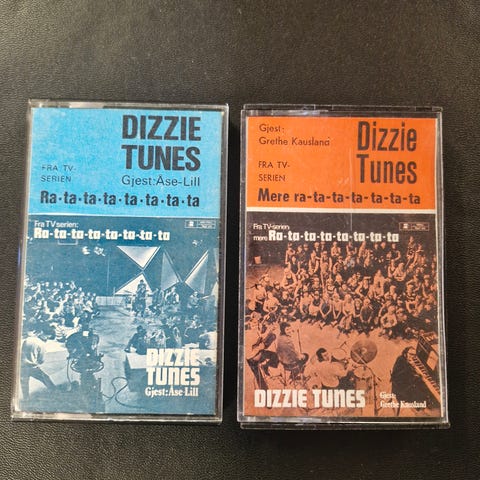 DIZZIE
TUNES
Gjest:Åse-Lill
FRA TV-
SERIEN
Ra-ta-ta-ta-ta-ta-ta-ta
Fra TV serien:
Ra-ta-ta-ta-ta-ta-ta-ta
DIZZIE
TUNES
Gjest:Åse Lill
Gjest:
Grethe Kausland
Dizzie
Tunes
FRA TV-
SERIEN
Mere ra-ta-ta-ta-ta-ta-ta
Fra TV-serien:
mere Ra-ta-ta-ta-ta-ta-ta-ta
DIZZIE TUNES
Gjest:
Grethe Kausland